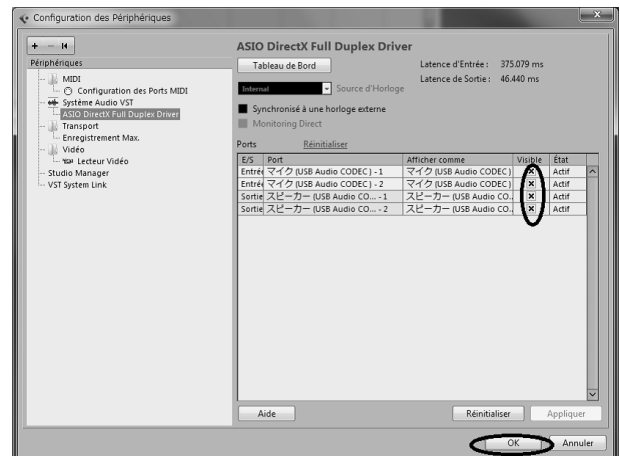 Configuration des Périphériques
+ - 
Périphériques
MIDI
Configuration des Ports MIDI
Système Audio VST
ASIO DirectX Full Duplex Driver
Transport
Enregistrement Max.
Vidéo
Lecteur Vidéo
Studio Manager
VST System Link
ASIO DirectX Full Duplex Driver
Tableau de Bord
Latence d'Entrée : 375.079 ms
Latence de Sortie : 46.440 ms
Internal Source d'Horloge
Synchronisé à une horloge externe
Monitoring Direct
Ports Réinitialiser
E/S Port Afficher comme Visible État
Entrée マイク (USB Audio CODEC ) - 1 マイク (USB Audio CODEC ) Actif
Entrée マイク (USB Audio CODEC ) - 2 マイク (USB Audio CODEC ) Actif
Sortie スピーカー (USB Audio CO... - 1 スピーカー (USB Audio CO.. Actif
Sortie スピーカー (USB Audio CO... - 2 スピーカー (USB Audio CO.. Actif
Aide Réinitialiser Appliquer
OK Annuler